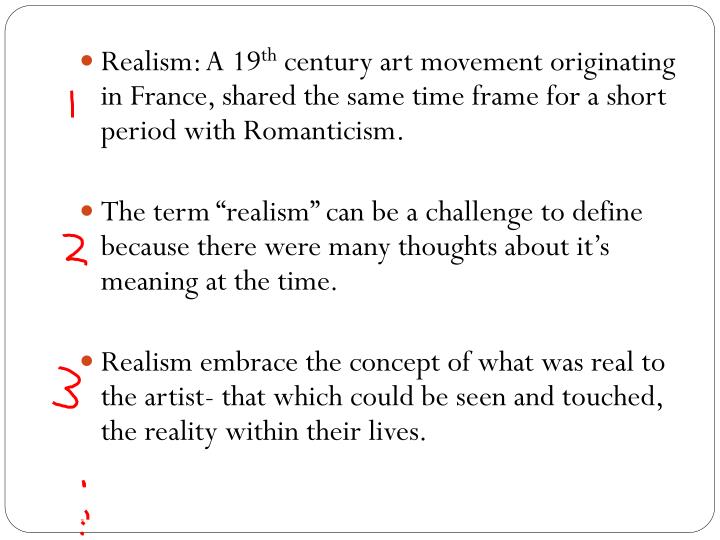 • Realism: A 19th century art movement originating
1 in France, shared the same time frame for a short
period with Romanticism.
• The term “realism” can be a challenge to define
2 because there were many thoughts about it’s
meaning at the time.
• Realism embrace the concept of what was real to
3 the artist- that which could be seen and touched,
the reality within their lives.